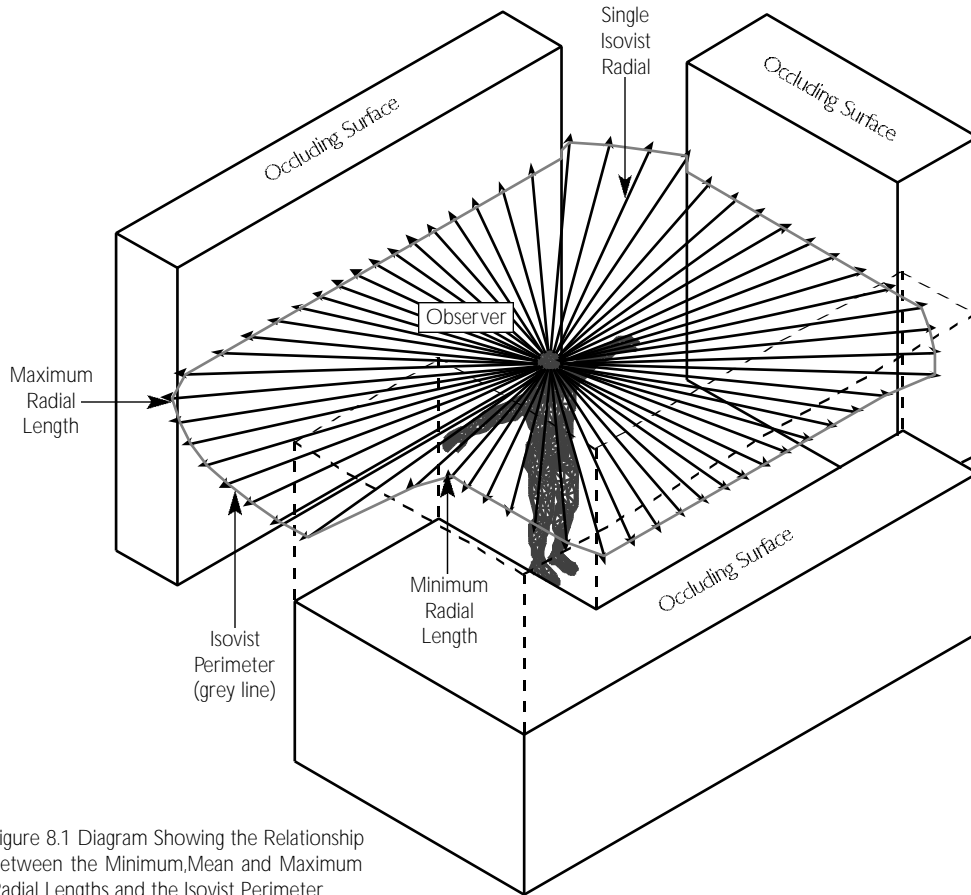 Single
Isovist
Radial
Occluding Surface
Occluding Surface
Observer
Maximum
Radial
Length
Minimum
Radial
Length
Occluding Surface
Isovist
Perimeter
(grey line)
igure 8.1 Diagram Showing the Relationship
etween the Minimum,Mean and Maximum
adial Lengths and the Isovist Perimeter